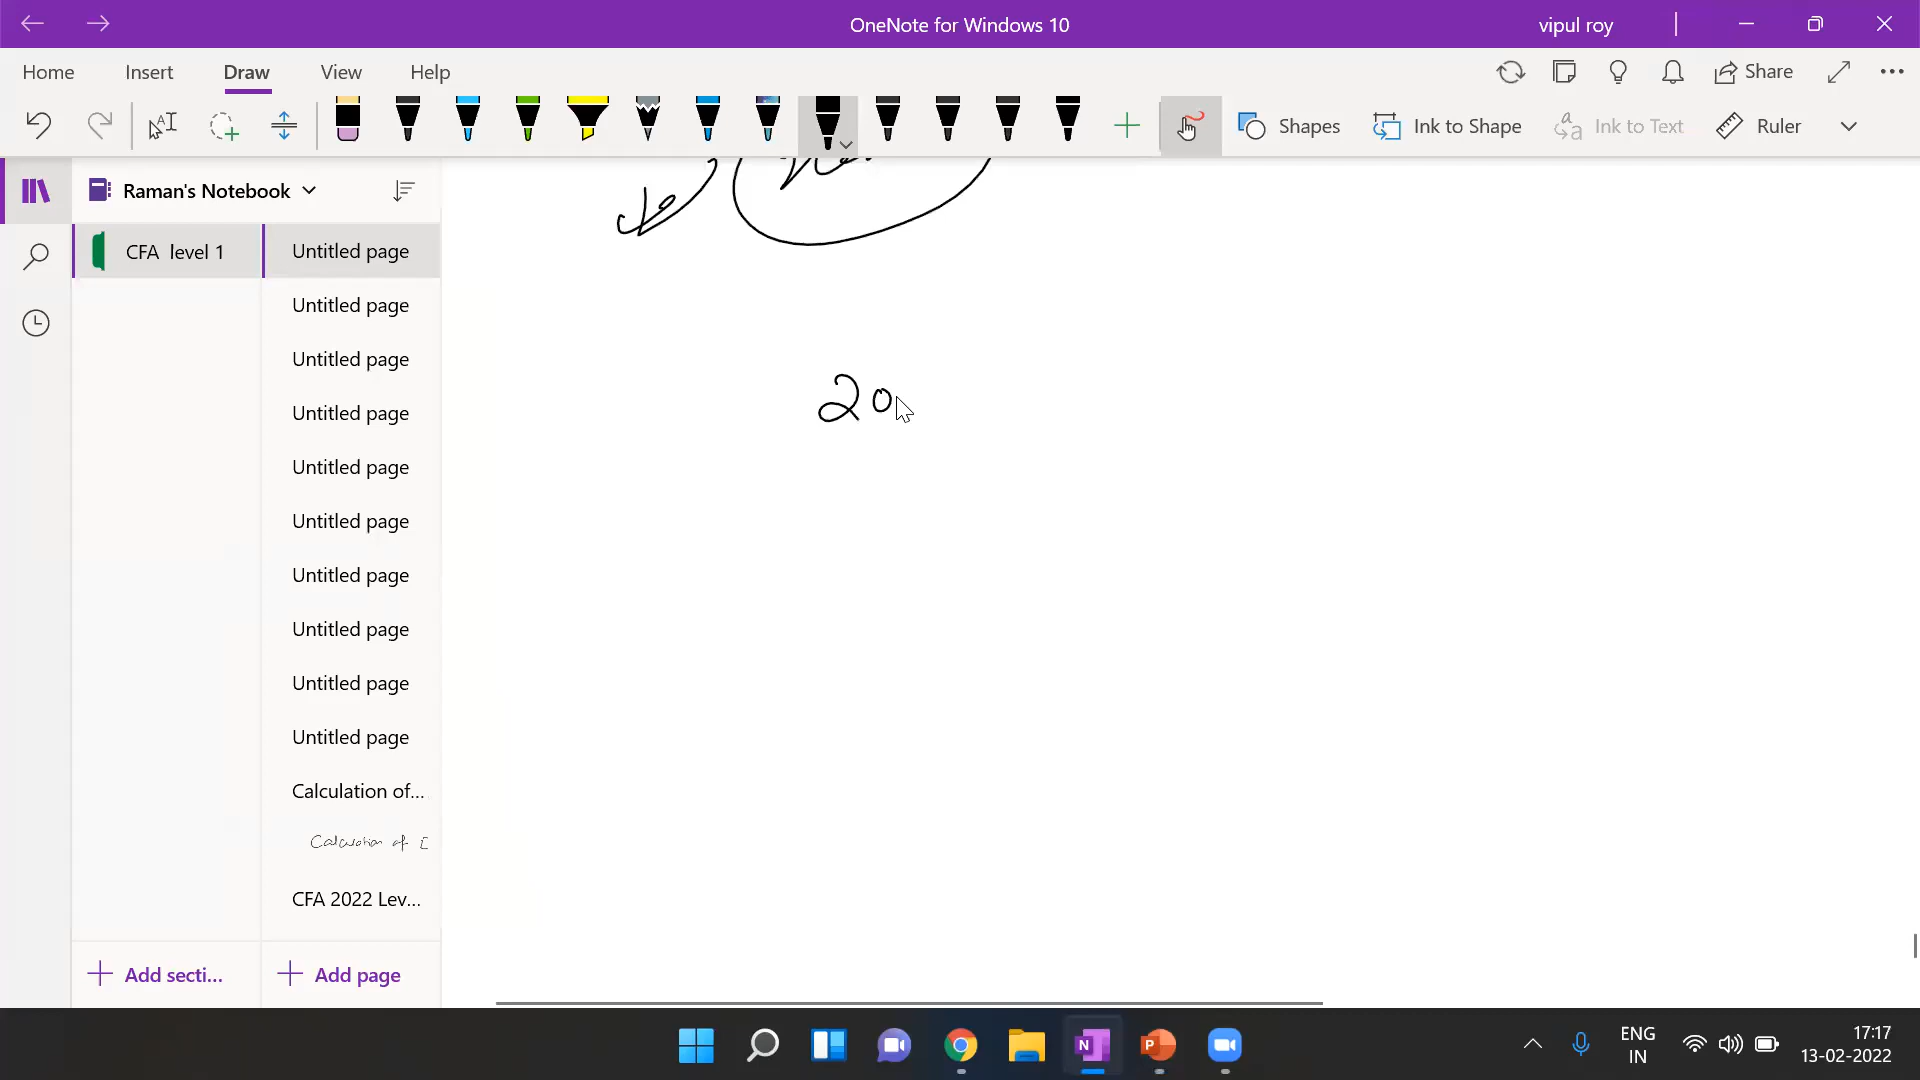 OneNote for Windows 10
vipul roy
Home Insert Draw View Help
Share
Shapes Ink to Shape Ink to Text Ruler
Raman's Notebook
CFA level 1
Untitled page
Untitled page
Untitled page
Untitled page
Untitled page
Untitled page
Untitled page
Untitled page
Untitled page
Untitled page
Calculation of...
CFA 2022 Lev...
20
Add secti...
Add page
ENG
IN
17:17
13-02-2022